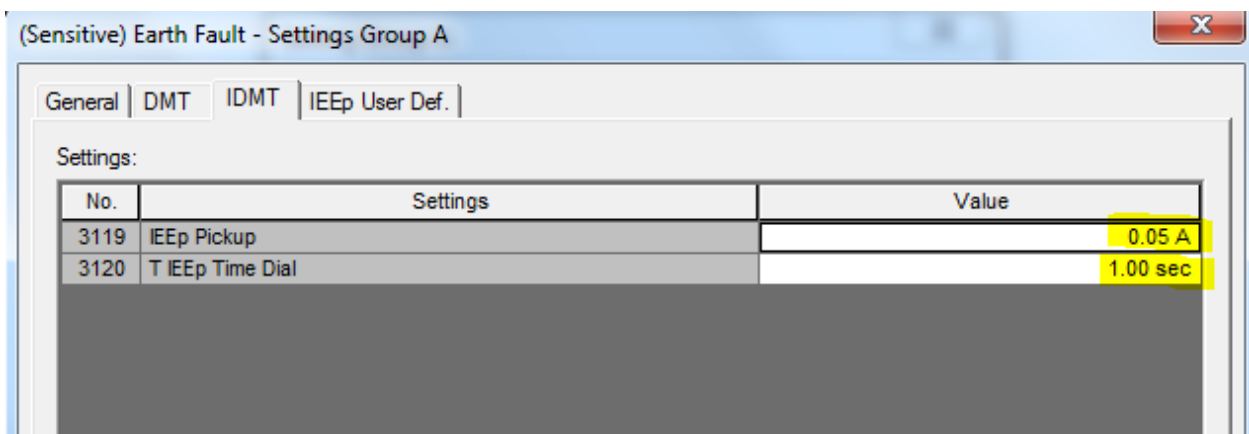 (Sensitive) Earth Fault - Settings Group A
General DMT IDMT IEEp User Def.
Settings:
No. Settings Value
3119 IEEp Pickup 0.05 A
3120 T IEEp Time Dial 1.00 sec